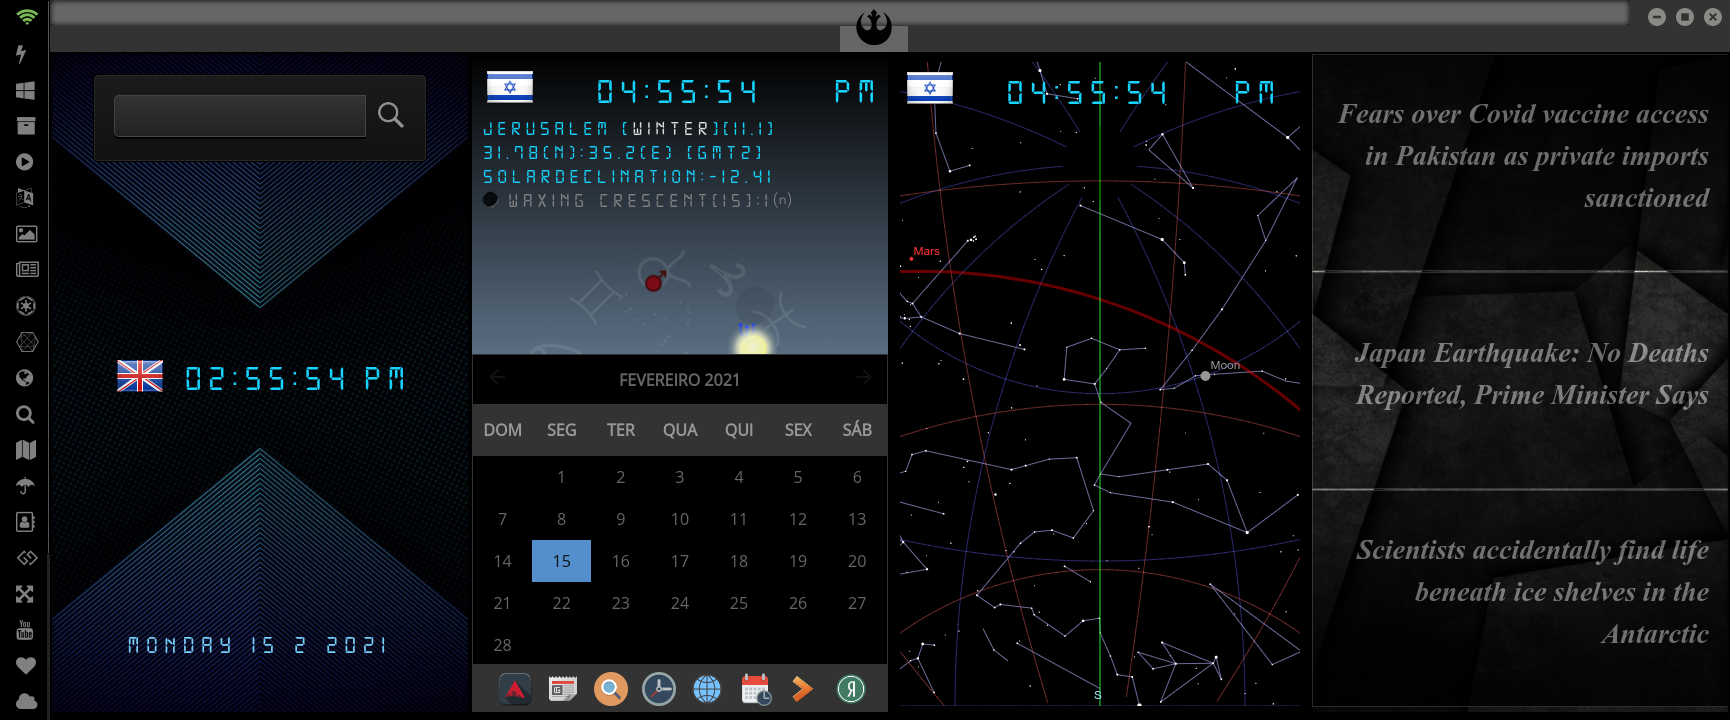 02:55:54 PM
MONDAY 15 2 2021
04:55:54 PM
JERUSALEM [WINTER][11.1]
31.78(N):35.2(E) [GMT2]
SOLARDECLINATION:-12.41
WAXING CRESCENT[15]:1(n)
FEVEREIRO 2021
DOM SEG TER QUA QUI SEX SÁB
1 2 3 4 5 6
7 8 9 10 11 12 13
14 15 16 17 18 19 20
21 22 23 24 25 26 27
28
Я
04:55:54 PM
Mars
Moon
S
Fears over Covid vaccine access
in Pakistan as private imports
sanctioned
Japan Earthquake: No Deaths
Reported, Prime Minister Says
Scientists accidentally find life
beneath ice shelves in the
Antarctic
You
Tube